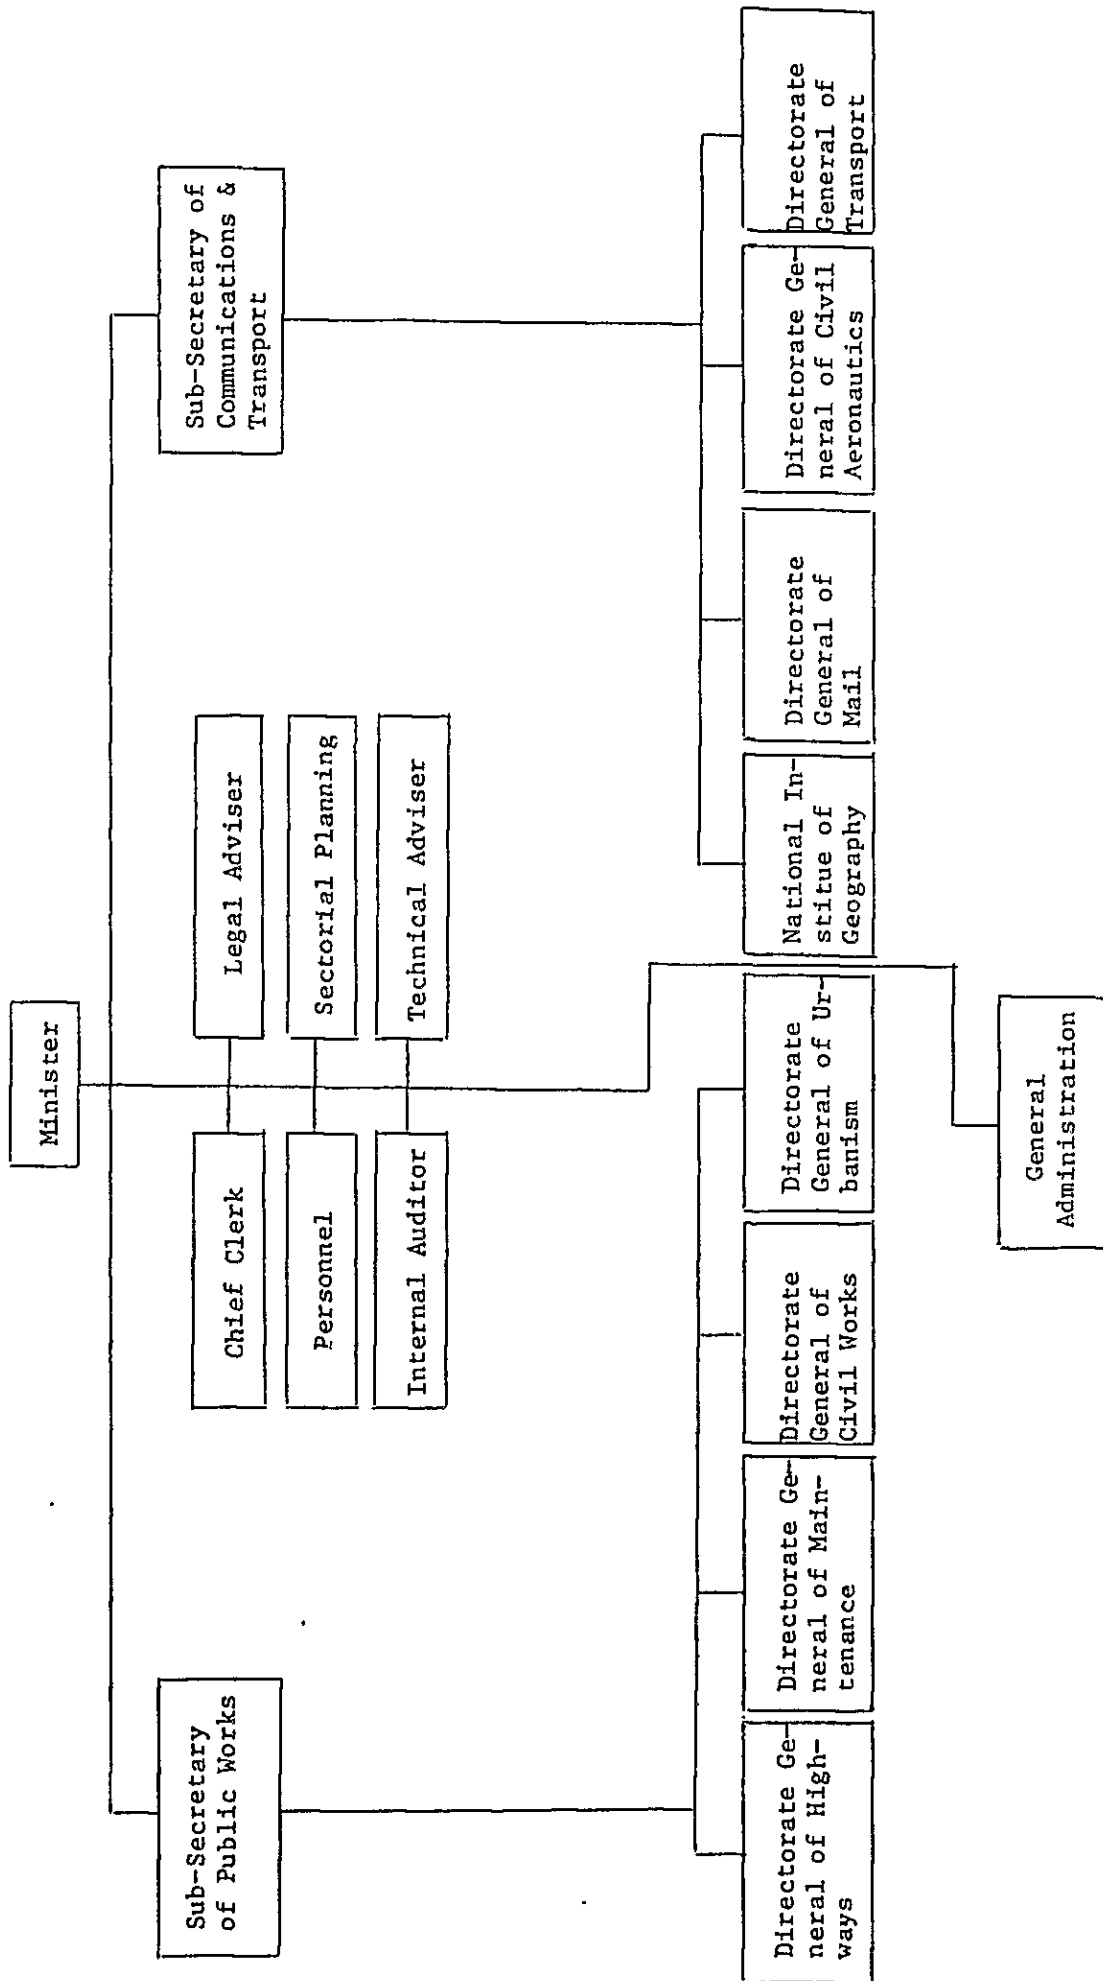 Minister
Sub-Secretary
of Public Works
Sub-Secretary of
Communications &
Transport
Chief Clerk
Legal Adviser
Personnel
Sectorial Planning
Internal Auditor
Technical Adviser
Directorate Ge-
neral of High-
ways
Directorate Ge-
neral of Main-
tenance
Directorate
General of
Civil Works
Directorate
General of Ur-
banism
National In-
stitue of
Geography
Directorate
General of
Mail
Directorate Ge-
neral of Civil
Aeronautics
Directorate
General of
Transport
General
Administration